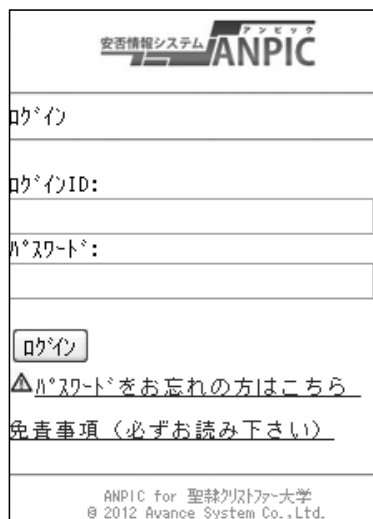 アンピック
安否情報システム ANPIC
ﾛｸﾞｲﾝ
ﾛｸﾞｲﾝID:
ﾊﾟｽﾜｰﾄﾞ:
ﾛｸﾞｲﾝ
⚠ﾊﾟｽﾜｰﾄﾞをお忘れの方はこちら
免責事項（必ずお読み下さい）
ANPIC for 聖隷ｸﾘｽﾄﾌｧｰ大学
@ 2012 Avance System Co.,Ltd.